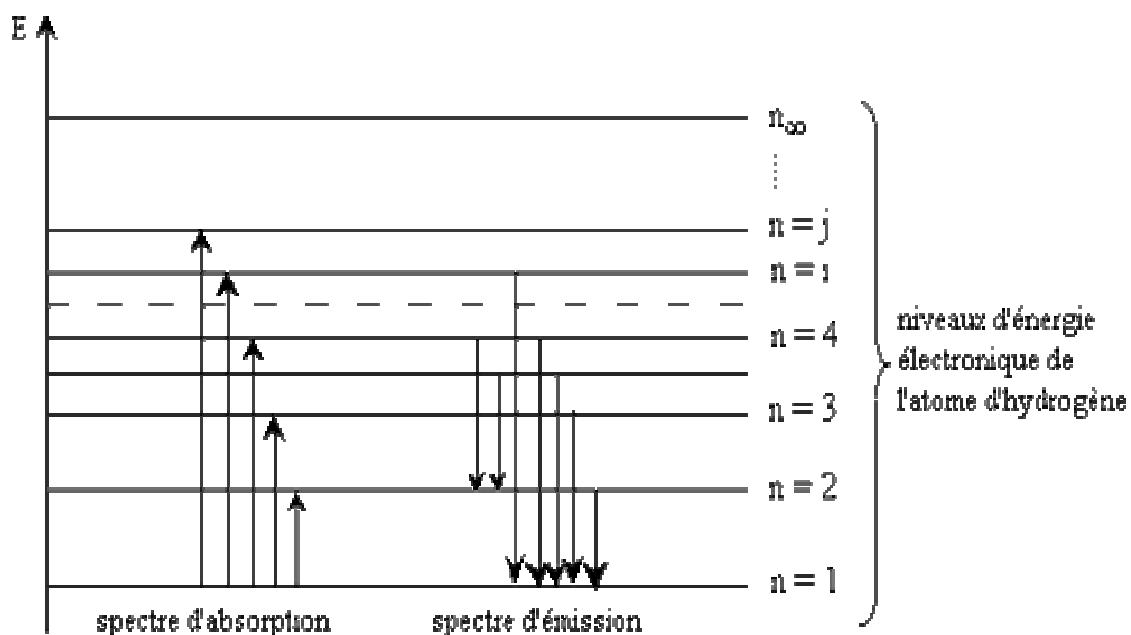 E
n∞
n = j
n = ı
n = 4
n = 3
n = 2
n = 1
niveaux d'énergie
électronique de
l'atome d'hydrogène
spectre d'absorption
spectre d'émission